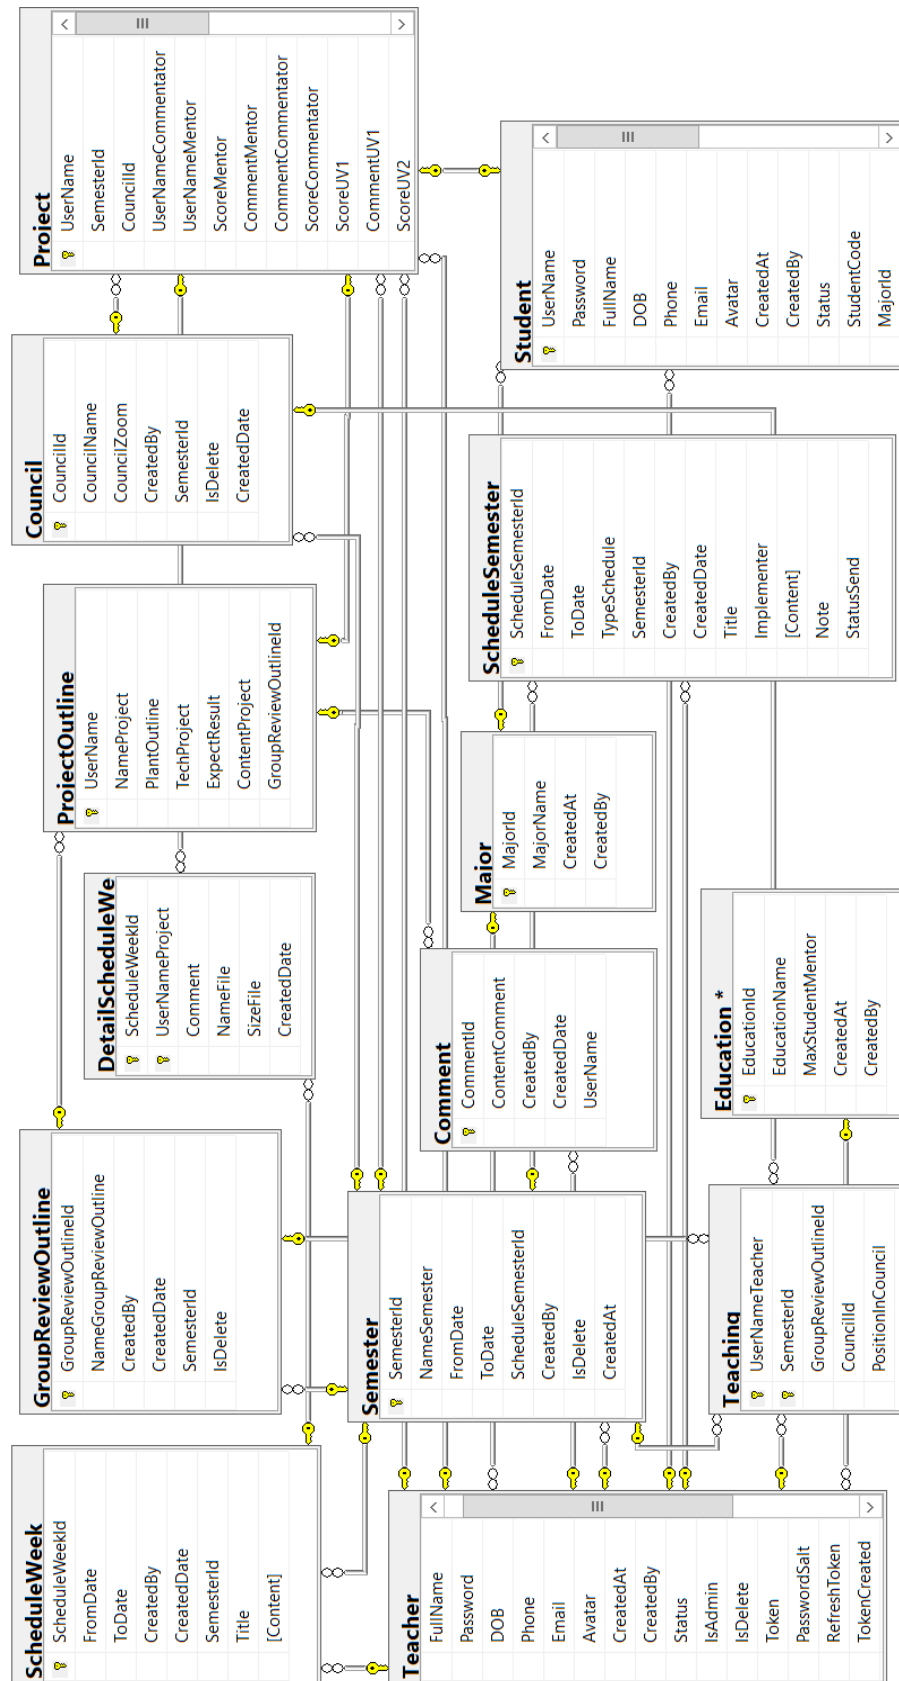 ScheduleWeek
ScheduleWeekId
FromDate
ToDate
CreatedBy
CreatedDate
SemesterId
Title
[Content]
GroupReviewOutline
GroupReviewOutlineId
NameGroupReviewOutline
CreatedBy
CreatedDate
SemesterId
IsDelete
DetailScheduleWe
ScheduleWeekId
UserNameProject
Comment
NameFile
SizeFile
CreatedDate
ProjectOutline
UserName
NameProject
PlantOutline
TechProject
ExpectResult
ContentProject
GroupReviewOutlineId
Council
CouncilId
CouncilName
CouncilZoom
CreatedBy
SemesterId
IsDelete
CreatedDate
Project
UserName
SemesterId
CouncilId
UserNameCommentator
UserNameMentor
ScoreMentor
CommentMentor
CommentCommentator
ScoreCommentator
ScoreUV1
CommentUV1
ScoreUV2
Teacher
FullName
Password
DOB
Phone
Email
Avatar
CreatedAt
CreatedBy
Status
IsAdmin
IsDelete
Token
PasswordSalt
RefreshToken
TokenCreated
Semester
SemesterId
NameSemester
FromDate
ToDate
ScheduleSemesterId
CreatedBy
IsDelete
CreatedAt
Comment
CommentId
ContentComment
CreatedBy
CreatedDate
UserName
Major
MajorId
MajorName
CreatedAt
CreatedBy
ScheduleSemester
ScheduleSemesterId
FromDate
ToDate
TypeSchedule
SemesterId
CreatedBy
CreatedDate
Title
Implementer
[Content]
Note
StatusSend
Student
UserName
Password
FullName
DOB
Phone
Email
Avatar
CreatedAt
CreatedBy
Status
StudentCode
MajorId
Teaching
UserNameTeacher
SemesterId
GroupReviewOutlineId
CouncilId
PositionInCouncil
Education *
EducationId
EducationName
MaxStudentMentor
CreatedAt
CreatedBy